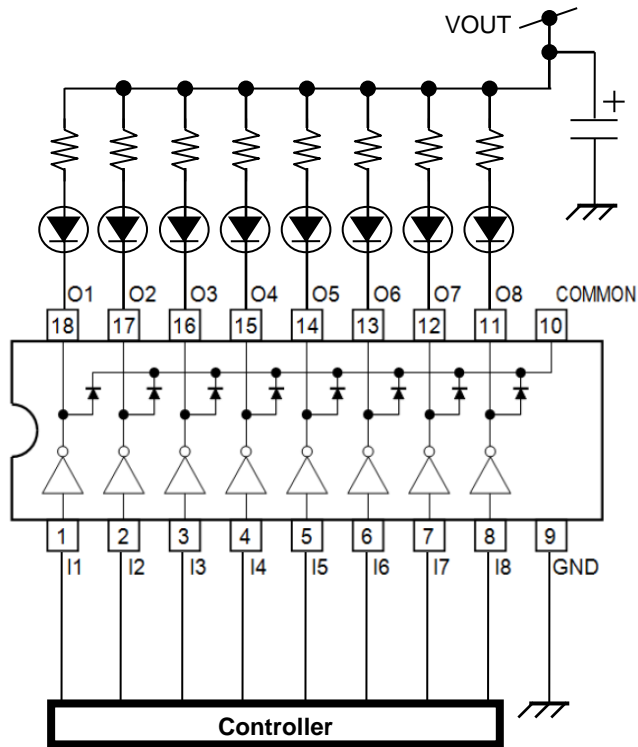 VOUT
+
O1 O2 O3 O4 O5 O6 O7 O8 COMMON
18 17 16 15 14 13 12 11 10
1 2 3 4 5 6 7 8 9
I1 I2 I3 I4 I5 I6 I7 I8 GND
Controller